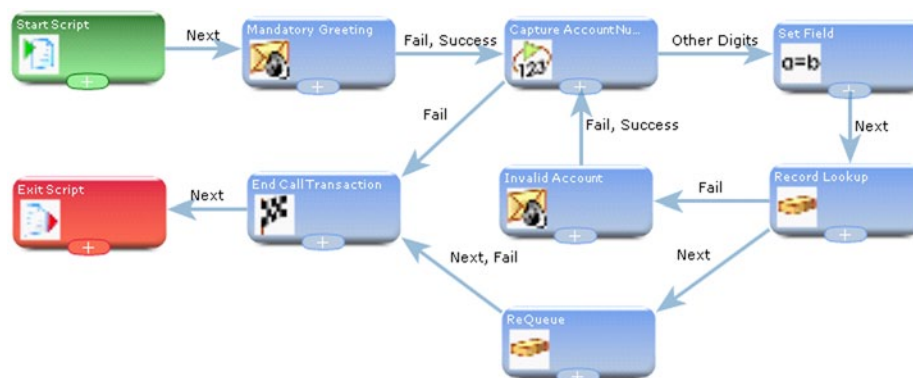 Start Script
Next
Mandatory Greeting
Fail, Success
Capture AccountNu...
123
Other Digits
Set Field
a=b
Fail
Fail, Success
Next
Exit Script
Next
End CallTransaction
Invalid Account
Fail
Record Lookup
Next, Fail
Next
ReQueue